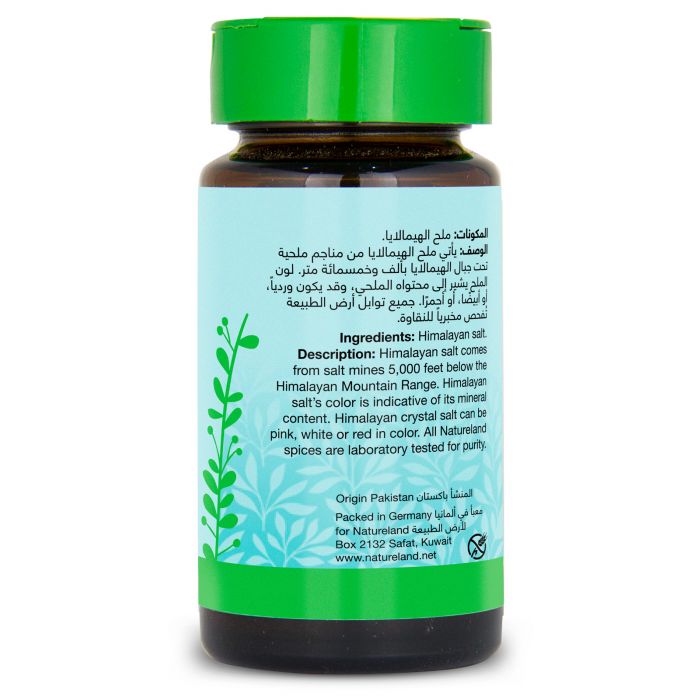 المكونات: ملح الهيمالايا.
الوصف: يأتي ملح الهيمالايا من مناجم ملحية
تحت جبال الهيمالايا بألف وخمسمائة متر. لون
الملح يشير إلى محتواه الملحي، وقد يكون وردياً،
أو أبيضًا، أو أحمرًا. جميع توابل أرض الطبيعة
تفحص مخبرياً للنقاوة.
Ingredients: Himalayan salt.
Description: Himalayan salt comes
from salt mines 5,000 feet below the
Himalayan Mountain Range. Himalayan
salt's color is indicative of its mineral
content. Himalayan crystal salt can be
pink, white or red in color. All Natureland
spices are laboratory tested for purity.
Origin Pakistan المنشأ باكستان
Packed in Germany معبأ في ألمانيا
for Natureland لأرض الطبيعة
Box 2132 Safat, Kuwait
www.natureland.net